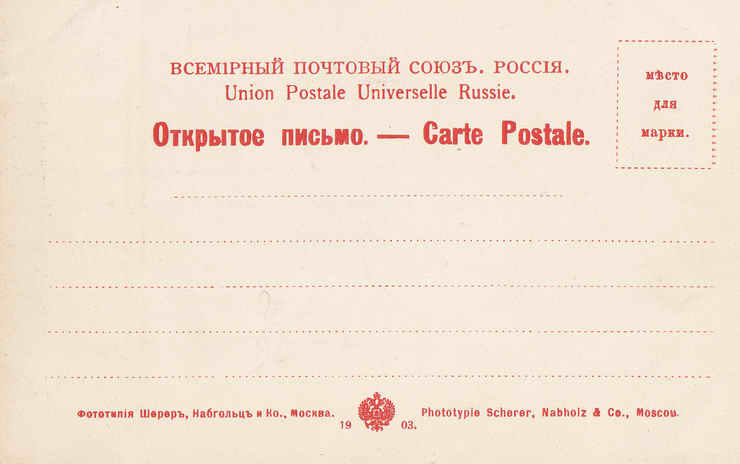 ВСЕМІРНЫЙ ПОЧТОВЫЙ СОЮЗЪ. РОССІЯ.
Union Postale Universelle Russie.
Открытое письмо. — Carte Postale.
мѣсто
для
марки.
Фототипія Шереръ, Набгольцъ и Ко., Москва.
Phototypie Scherer, Nabholz & Co., Moscou.
19 03.